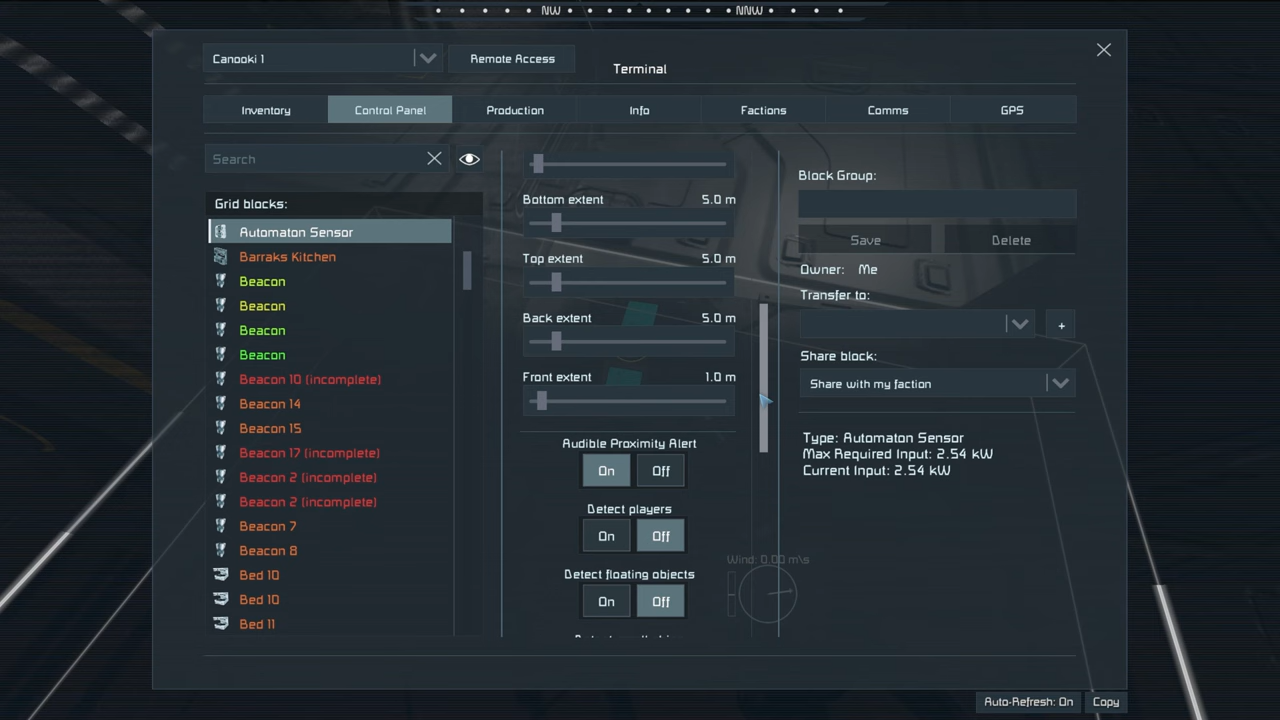 NW
NNW
Canooki 1
Remote Access
Terminal
Inventory
Control Panel
Production
Info
Factions
Comms
GPS
Search
Grid blocks:
Automaton Sensor
Barraks Kitchen
Beacon
Beacon
Beacon
Beacon
Beacon 10 (incomplete)
Beacon 14
Beacon 15
Beacon 17 (incomplete)
Beacon 2 (incomplete)
Beacon 2 (incomplete)
Beacon 7
Beacon 8
Bed 10
Bed 10
Bed 11
Bottom extent 5.0 m
Top extent 5.0 m
Back extent 5.0 m
Front extent 1.0 m
Audible Proximity Alert
On Off
Detect players
On Off
Detect floating objects
On Off
Block Group:
Save Delete
Owner: Me
Transfer to:
+
Share block:
Share with my faction
Type: Automaton Sensor
Max Required Input: 2.54 kW
Current Input: 2.54 kW
Wind: 0.00 m\s
Auto-Refresh: On Copy